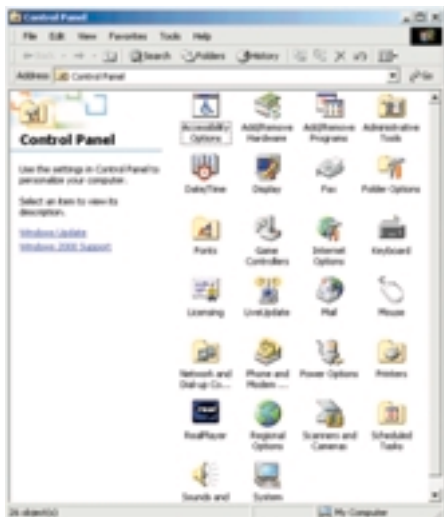 Control Panel
File Edit View Favorites Tools Help
Search Folders History
Address Control Panel Go
Control Panel
Use the settings in Control Panel to
personalize your computer.
Select an item to view its
description.
Windows Update
Windows 2000 Support
Accessibility
Options
Add/Remove
Hardware
Add/Remove
Programs
Administrative
Tools
Date/Time
Display
Fax
Folder Options
Fonts
Game
Controllers
Internet
Options
Keyboard
Licensing
LiveUpdate
Mail
Mouse
Network and
Dial-up Co...
Phone and
Modem ...
Power Options
Printers
real
RealPlayer
Regional
Options
Scanners and
Cameras
Scheduled
Tasks
Sounds and
System
26 object(s) My Computer